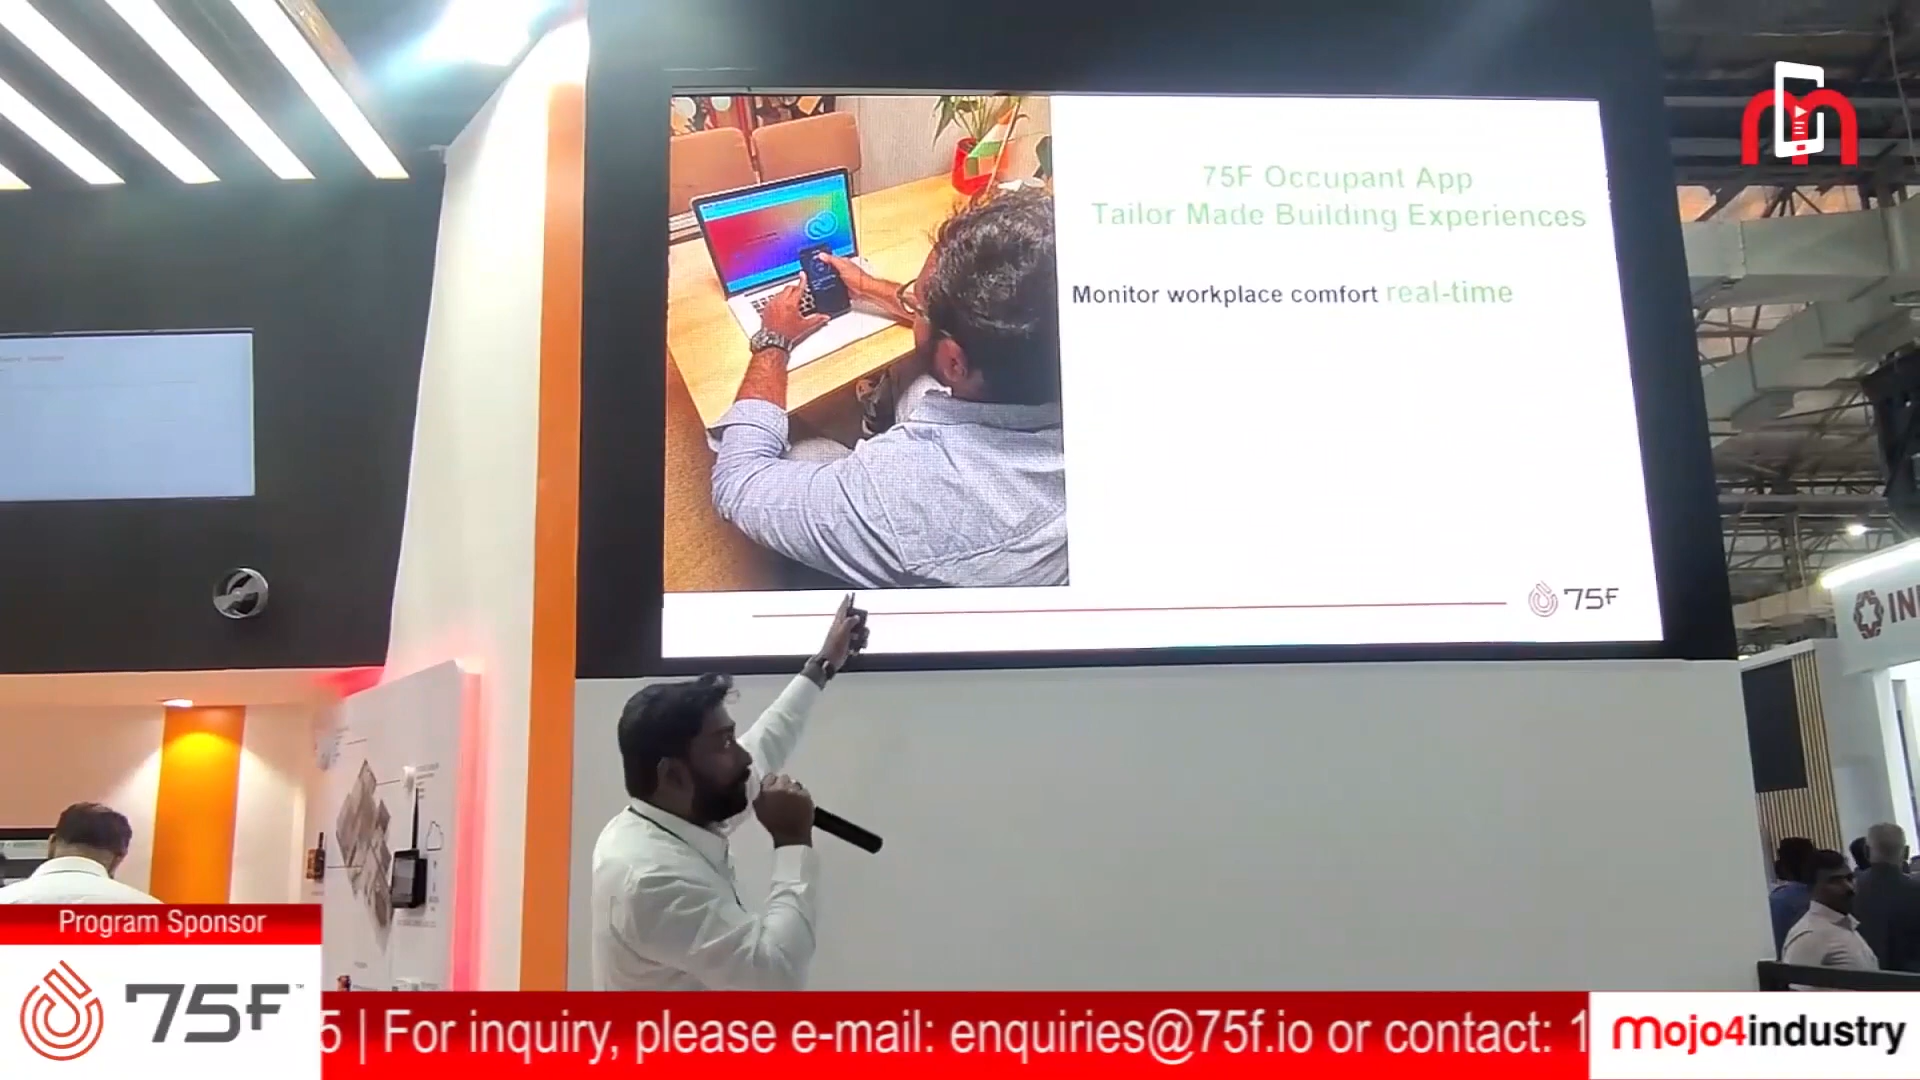 75F Occupant App
Tailor Made Building Experiences
Monitor workplace comfort real-time
75F
Program Sponsor
75F™
5 | For inquiry, please e-mail: enquiries@75f.io or contact: 1
mojo4industry